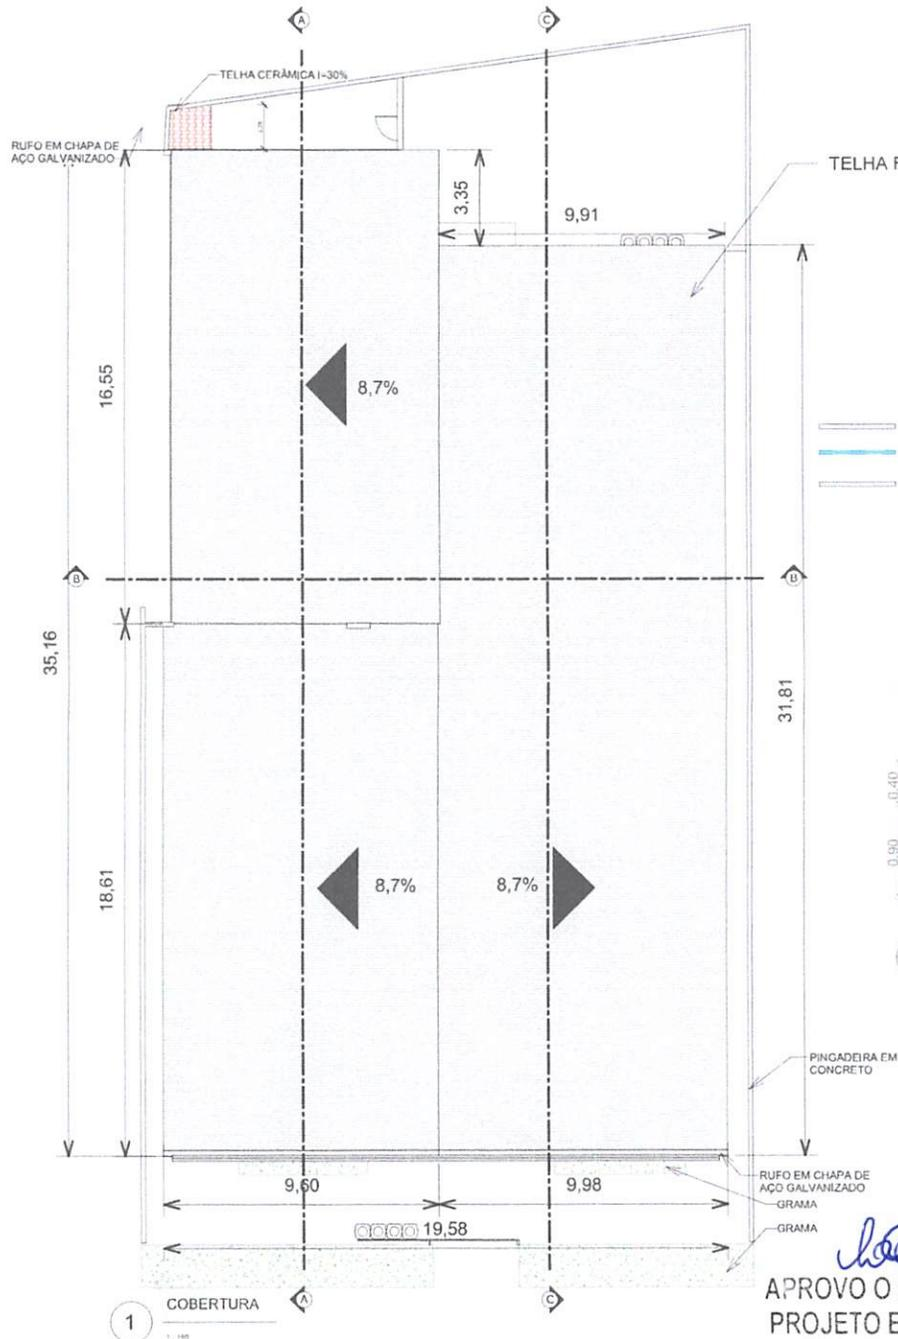 A
C
TELHA CERÂMICA i=30%
RUFO EM CHAPA DE
AÇO GALVANIZADO
TELHA
3,35
9,91
16,55
8,7%
B
B
35,16
31,81
0,40
0,90
18,61
8,7%
8,7%
PINGADEIRA EM
CONCRETO
RUFO EM CHAPA DE
AÇO GALVANIZADO
9,60
9,98
GRAMA
19,58
GRAMA
A
C
1
COBERTURA
APROVO O
PROJETO